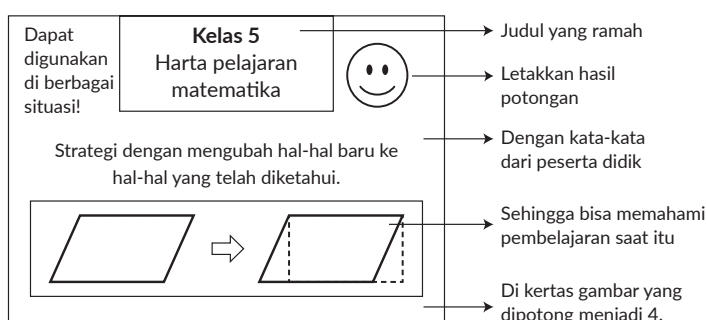 Dapat
digunakan
di berbagai
situasi!
Kelas 5
Harta pelajaran
matematika
Judul yang ramah
Letakkan hasil
potongan
Strategi dengan mengubah hal-hal baru ke
hal-hal yang telah diketahui.
Dengan kata-kata
dari peserta didik
Sehingga bisa memahami
pembelajaran saat itu
Di kertas gambar yang
dipotong menjadi 4.